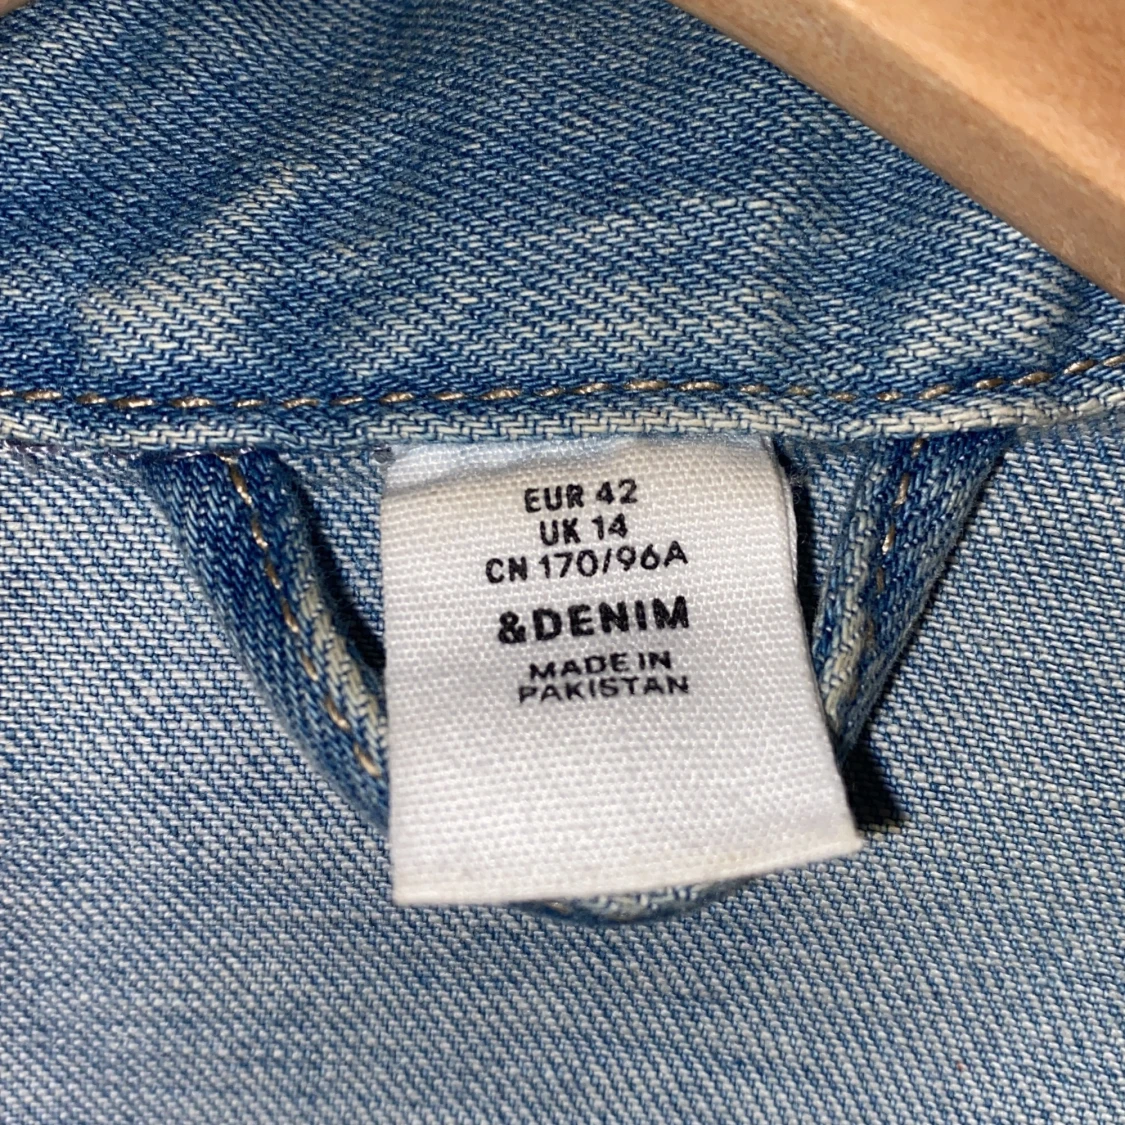 EUR 42
UK 14
CN 170/96A
&DENIM
MADE IN
PAKISTAN